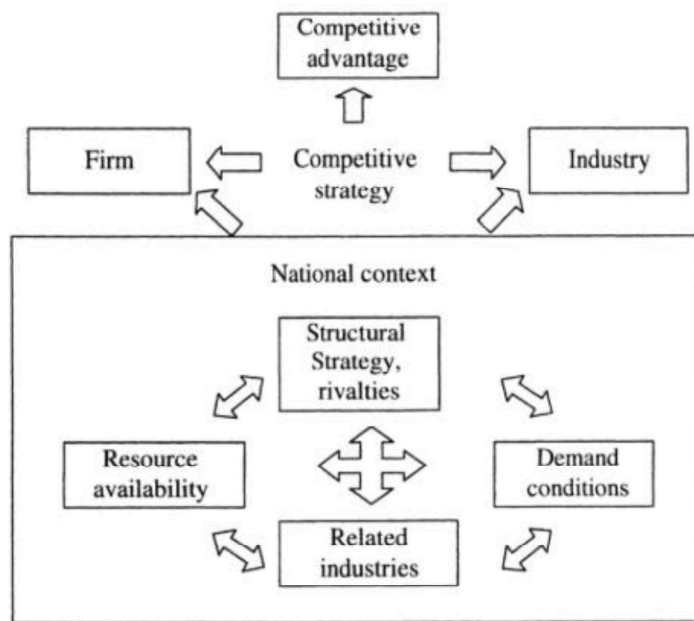 Competitive
advantage
Firm
Competitive
strategy
Industry
National context
Structural
Strategy,
rivalties
Resource
availability
Demand
conditions
Related
industries